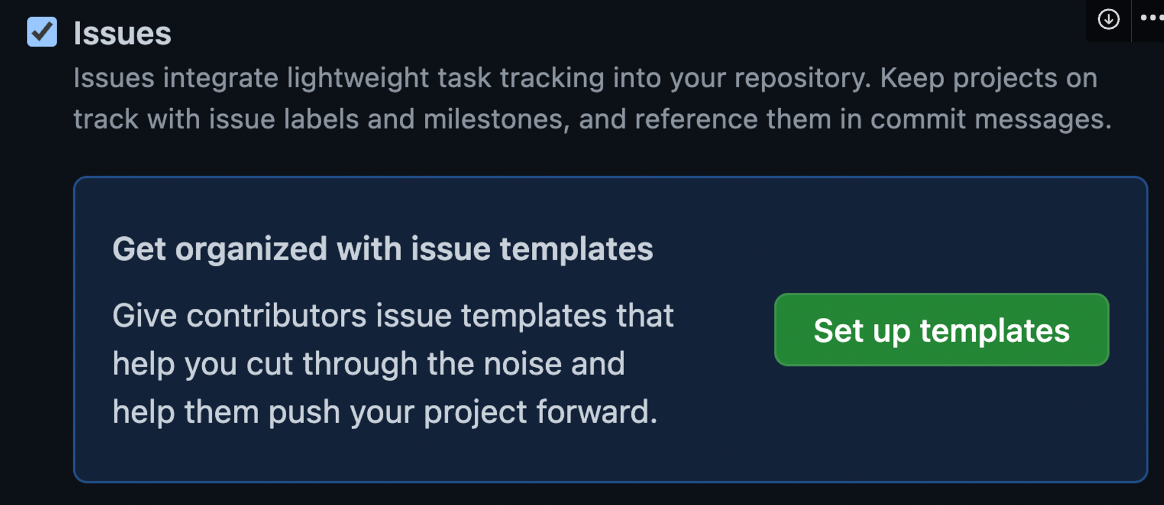 Issues
Issues integrate lightweight task tracking into your repository. Keep projects on
track with issue labels and milestones, and reference them in commit messages.
Get organized with issue templates
Give contributors issue templates that
help you cut through the noise and
help them push your project forward.
Set up templates